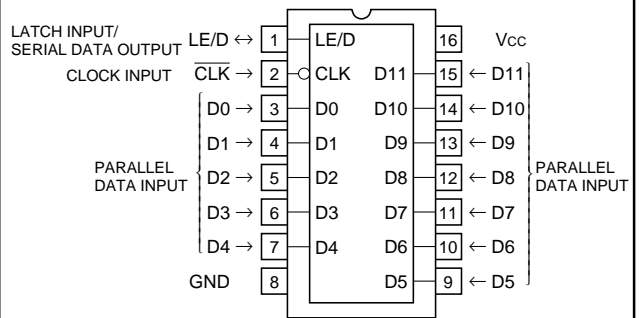 LATCH INPUT/
SERIAL DATA OUTPUT LE/D ↔ 1 LE/D 16 Vcc
CLOCK INPUT C̅L̅K̅ → 2 CLK D11 15 ← D11
D0 → 3 D0 D10 14 ← D10
D1 → 4 D1 D9 13 ← D9
PARALLEL
DATA INPUT
D2 → 5 D2 D8 12 ← D8
PARALLEL
DATA INPUT
D3 → 6 D3 D7 11 ← D7
D4 → 7 D4 D6 10 ← D6
GND 8 D5 9 ← D5